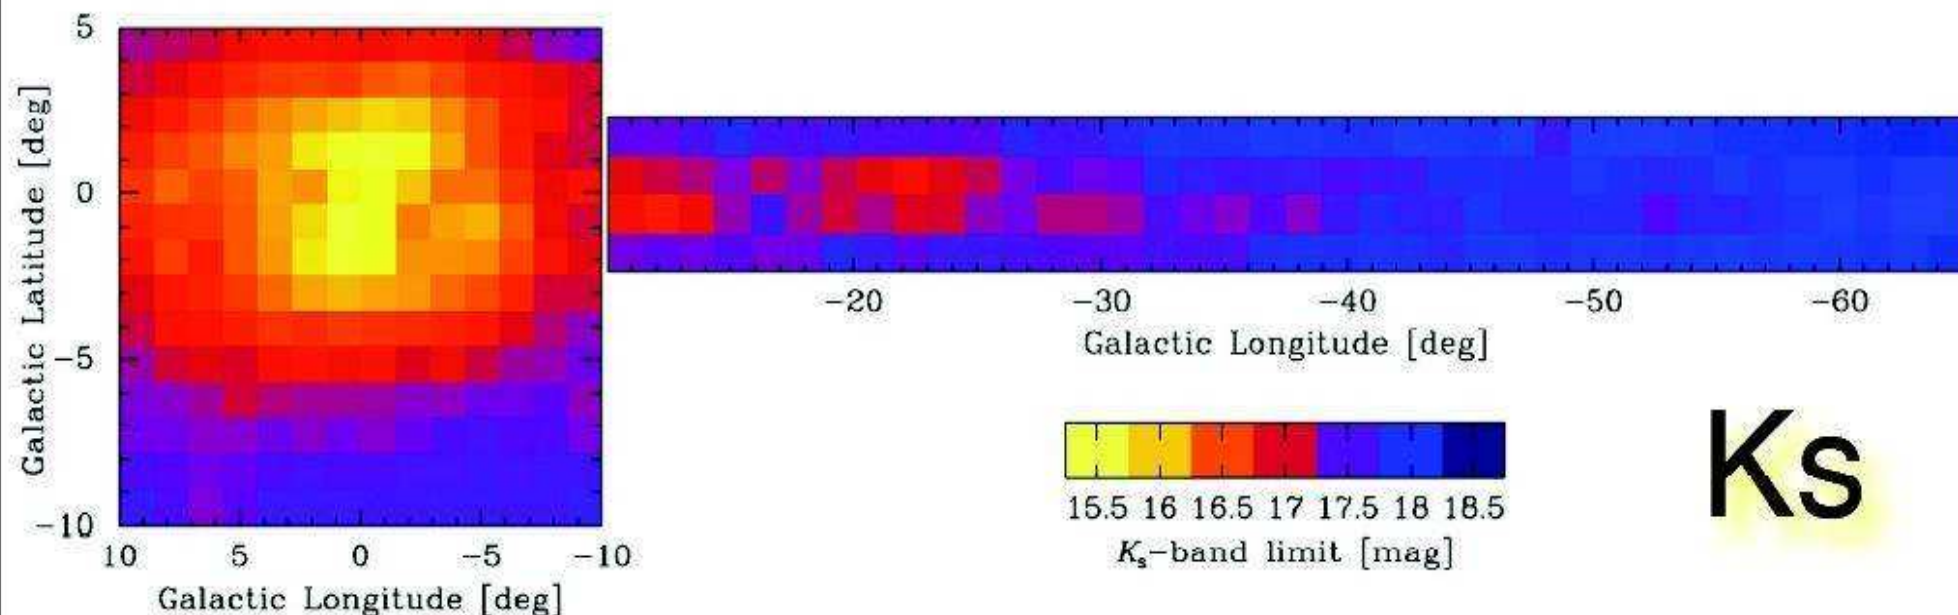 5
0
−5
−10
Galactic Latitude [deg]
10 5 0 −5 −10
Galactic Longitude [deg]
−20 −30 −40 −50 −60
Galactic Longitude [deg]
15.5 16 16.5 17 17.5 18 18.5
Ks−band limit [mag]
Ks